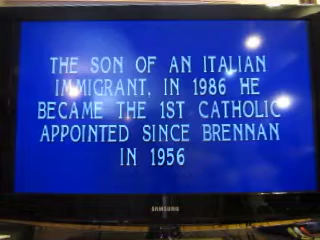 THE SON OF AN ITALIAN
IMMIGRANT, IN 1986 HE
BECAME THE 1ST CATHOLIC
APPOINTED SINCE BRENNAN
IN 1956
SAMSUNG